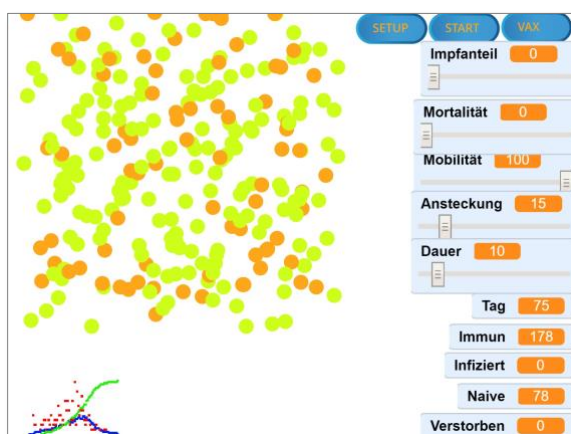 SETUP START VAX
Impfanteil 0
Mortalität 0
Mobilität 100
Ansteckung 15
Dauer 10
Tag 75
Immun 178
Infiziert 0
Naive 78
Verstorben 0